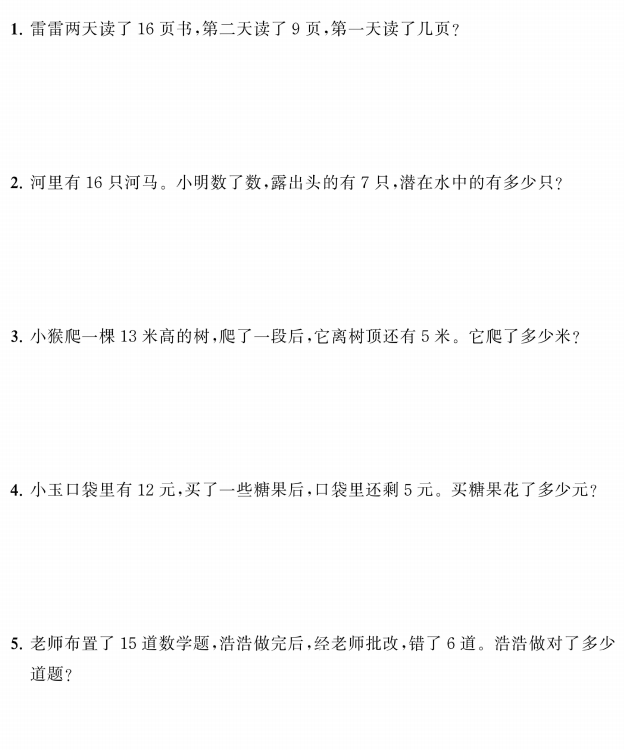 1. 雷雷两天读了 16 页书,第二天读了 9 页,第一天读了几页?
2. 河里有 16 只河马。小明数了数,露出头的有 7 只,潜在水中的有多少只?
3. 小猴爬一棵 13 米高的树,爬了一段后,它离树顶还有 5 米。它爬了多少米?
4. 小玉口袋里有 12 元,买了一些糖果后,口袋里还剩 5 元。买糖果花了多少元?
5. 老师布置了 15 道数学题,浩浩做完后,经老师批改,错了 6 道。浩浩做对了多少
道题?